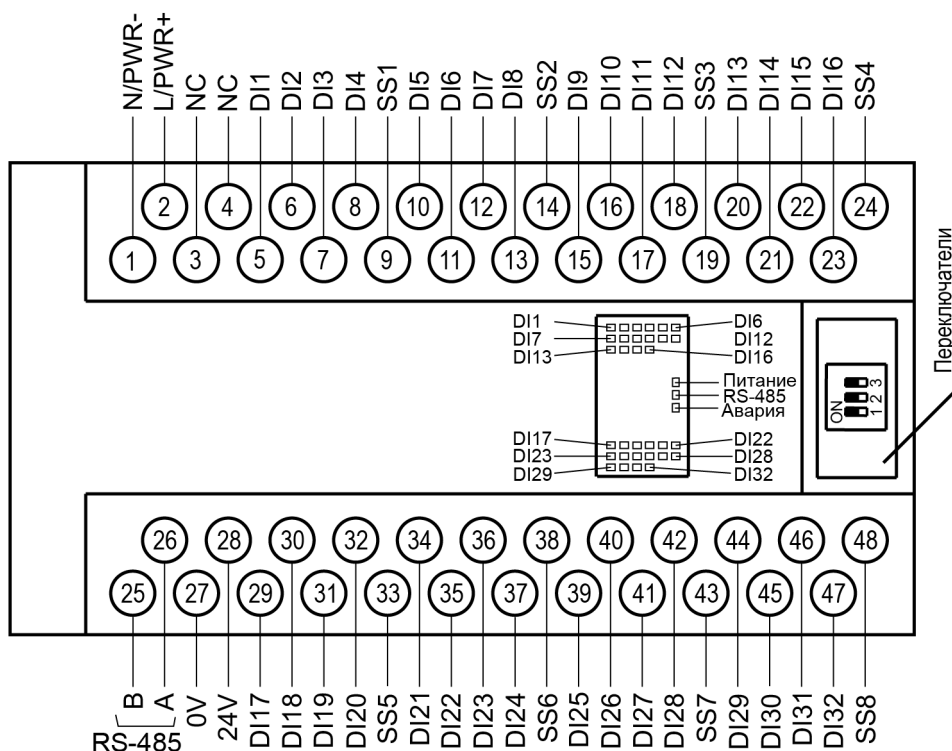 N/PWR-
L/PWR+
NC
NC
DI1
DI2
DI3
DI4
SS1
DI5
DI6
DI7
DI8
SS2
DI9
DI10
DI11
DI12
SS3
DI13
DI14
DI15
DI16
SS4
2 4 6 8 10 12 14 16 18 20 22 24
1 3 5 7 9 11 13 15 17 19 21 23
DI1 DI6
DI7 DI12
DI13 DI16
Питание
RS-485
Авария
DI17 DI22
DI23 DI28
DI29 DI32
ON
1 2 3
Переключатели
26 28 30 32 34 36 38 40 42 44 46 48
25 27 29 31 33 35 37 39 41 43 45 47
B
A
RS-485
0V
24V
DI17
DI18
DI19
DI20
SS5
DI21
DI22
DI23
DI24
SS6
DI25
DI26
DI27
DI28
SS7
DI29
DI30
DI31
DI32
SS8